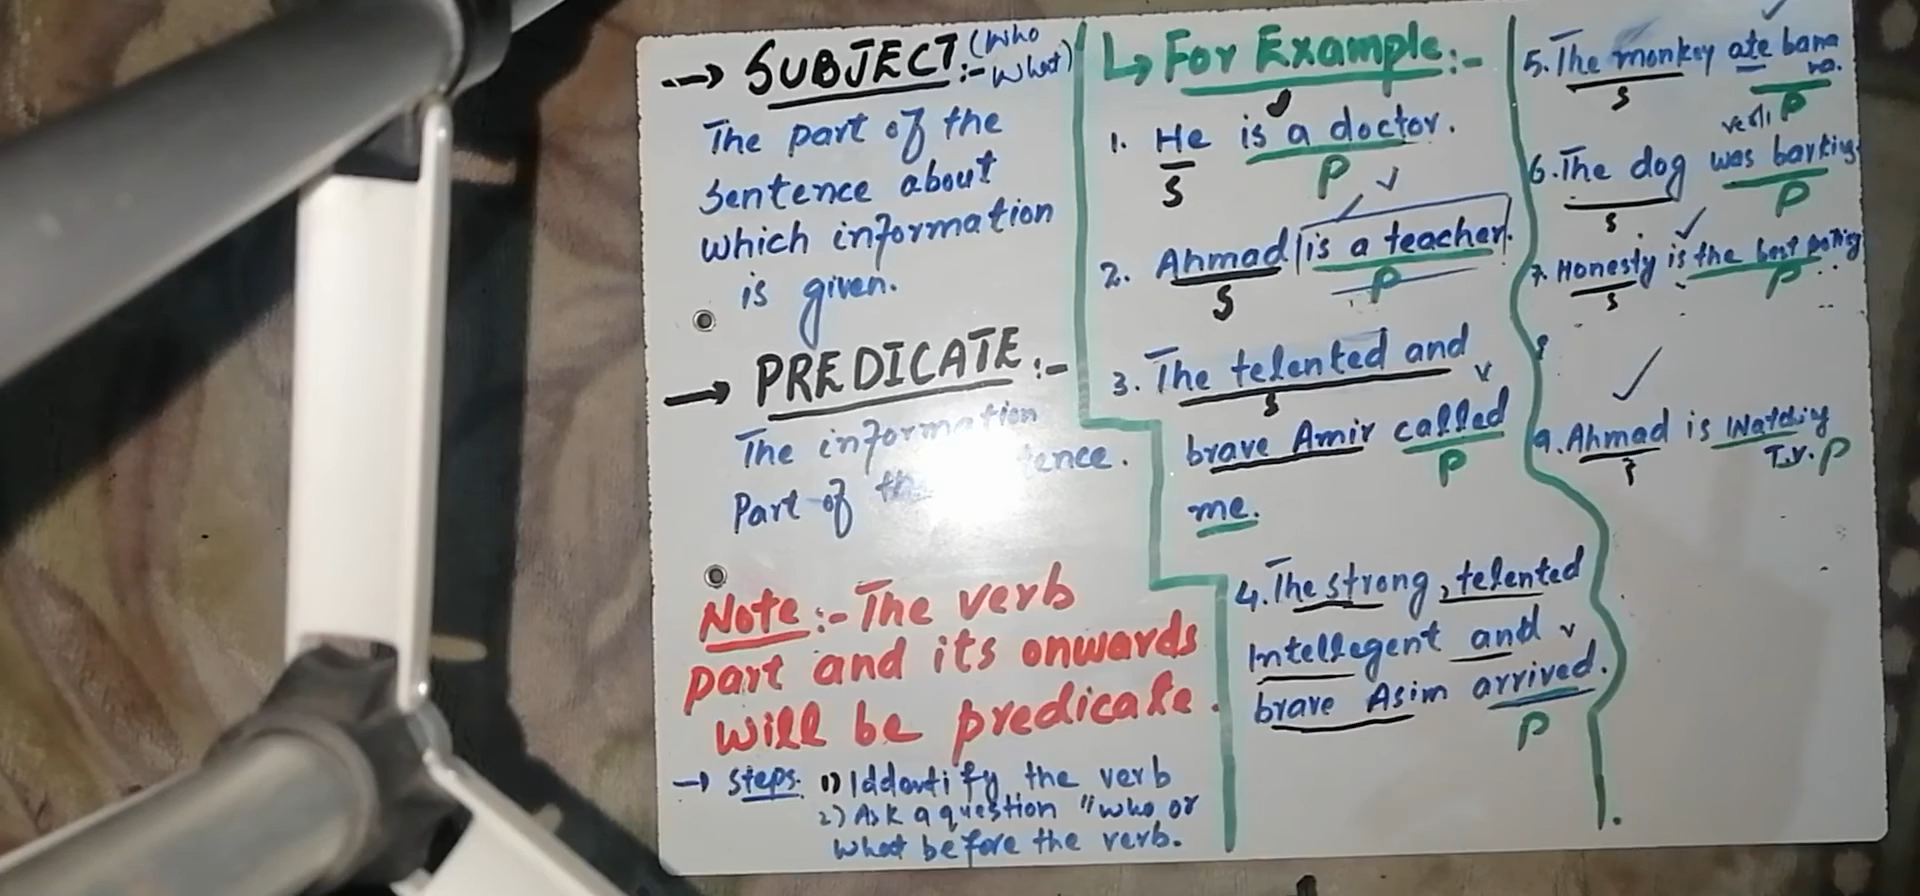 → SUBJECT:- (Who
What)
The part of the
sentence about
which information
is given.
→ PREDICATE:-
The information
Part of the tence.
Note:- The verb
part and its onwards
will be predicate.
→ Steps. 1) Iddentify the verb
2) Ask a question "who or
what before the verb.
↳ For Example:-
1. He is a doctor.
S P
2. Ahmad is a teacher.
S P
3. The telented and
S
brave Amir called
P
me.
4. The strong, telented
Intellegent and
brave Asim arrived.
P
5. The monkey ate bana
na.
S P
verb
6. The dog was barking
S P
7. Honesty is the best
S P
9. Ahmad is watching
T.V. P
S